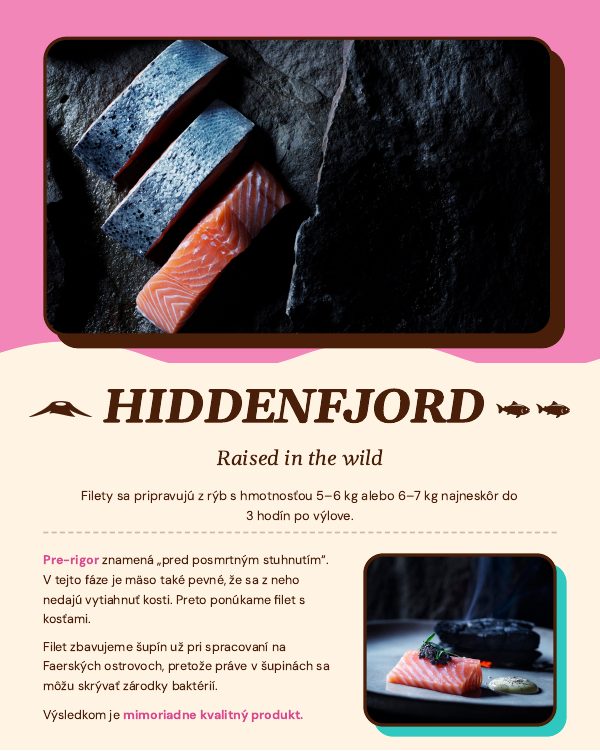 HIDDENFJORD
Raised in the wild
Filety sa pripravujú z rýb s hmotnosťou 5–6 kg alebo 6–7 kg najneskôr do
3 hodín po výlove.
Pre-rigor znamená „pred posmrtným stuhnutím“.
V tejto fáze je mäso také pevné, že sa z neho
nedajú vytiahnuť kosti. Preto ponúkame filet s
kosťami.
Filet zbavujeme šupín už pri spracovaní na
Faerských ostrovoch, pretože práve v šupinách sa
môžu skrývať zárodky baktérií.
Výsledkom je mimoriadne kvalitný produkt.